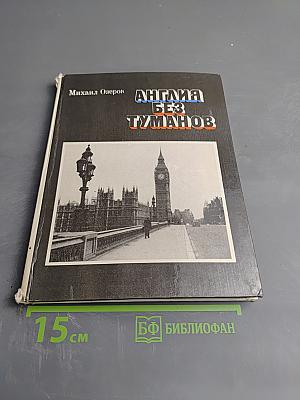 Михаил Озеров
АНГЛИЯ
БЕЗ
ТУМАНОВ
15 см
БФ БИБЛИОФАН